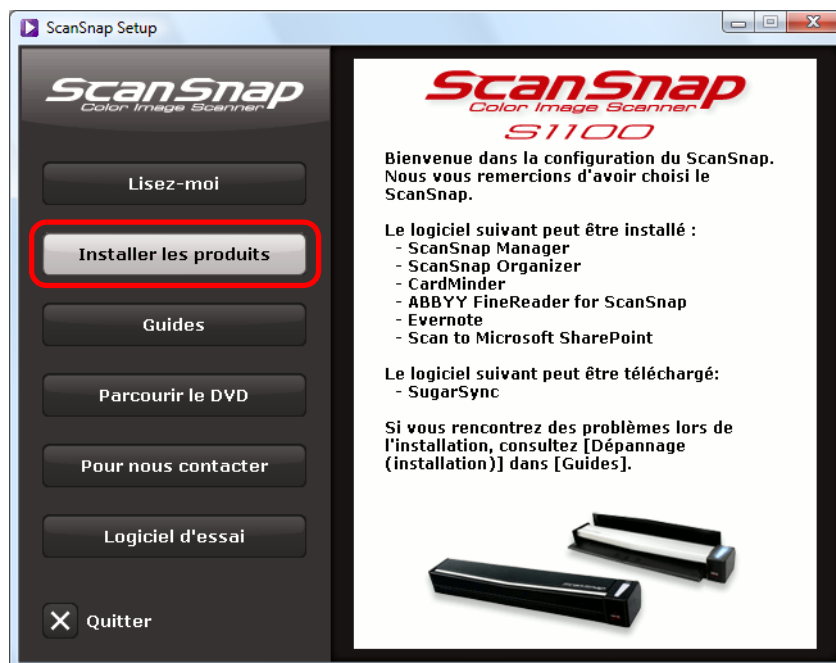 ScanSnap Setup
ScanSnap
Color Image Scanner
Lisez-moi
Installer les produits
Guides
Parcourir le DVD
Pour nous contacter
Logiciel d'essai
Quitter
ScanSnap
Color Image Scanner
S1100
Bienvenue dans la configuration du ScanSnap.
Nous vous remercions d'avoir choisi le
ScanSnap.
Le logiciel suivant peut être installé :
- ScanSnap Manager
- ScanSnap Organizer
- CardMinder
- ABBYY FineReader for ScanSnap
- Evernote
- Scan to Microsoft SharePoint
Le logiciel suivant peut être téléchargé:
- SugarSync
Si vous rencontrez des problèmes lors de
l'installation, consultez [Dépannage
(installation)] dans [Guides].
ScanSnap